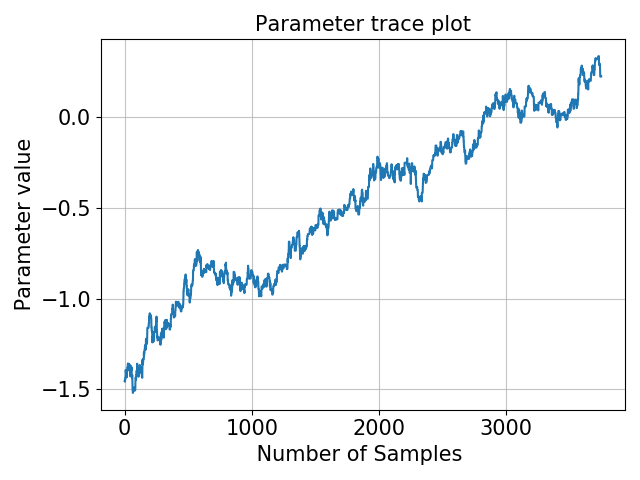 Parameter trace plot
Parameter value
0.0
−0.5
−1.0
−1.5
0 1000 2000 3000
Number of Samples